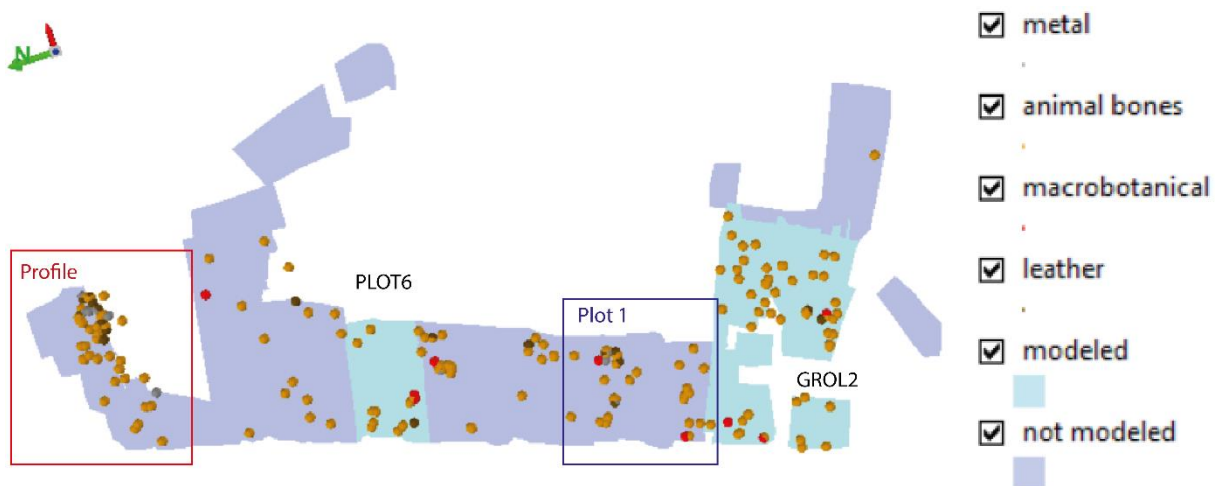 N
Profile
PLOT6
Plot 1
GROL2
metal
animal bones
macrobotanical
leather
modeled
not modeled